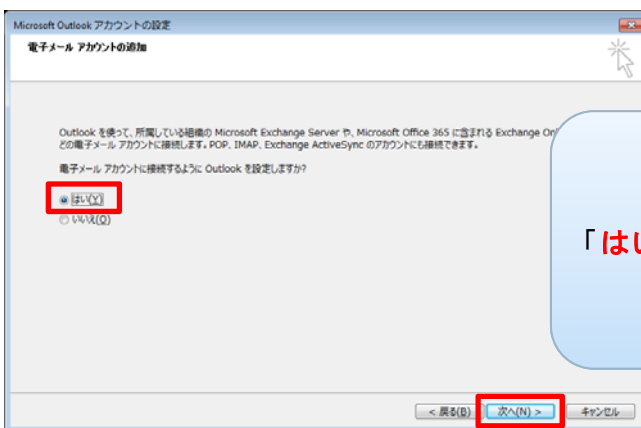 Microsoft Outlook アカウントの設定
電子メール アカウントの追加
Outlook を使って、所属している組織の Microsoft Exchange Server や、Microsoft Office 365 に含まれる Exchange On
どの電子メール アカウントに接続します。POP、IMAP、Exchange ActiveSync のアカウントにも接続できます。
電子メール アカウントに接続するように Outlook を設定しますか?
はい(Y)
いいえ(O)
「はい
< 戻る(B)
次へ(N) >
キャンセル